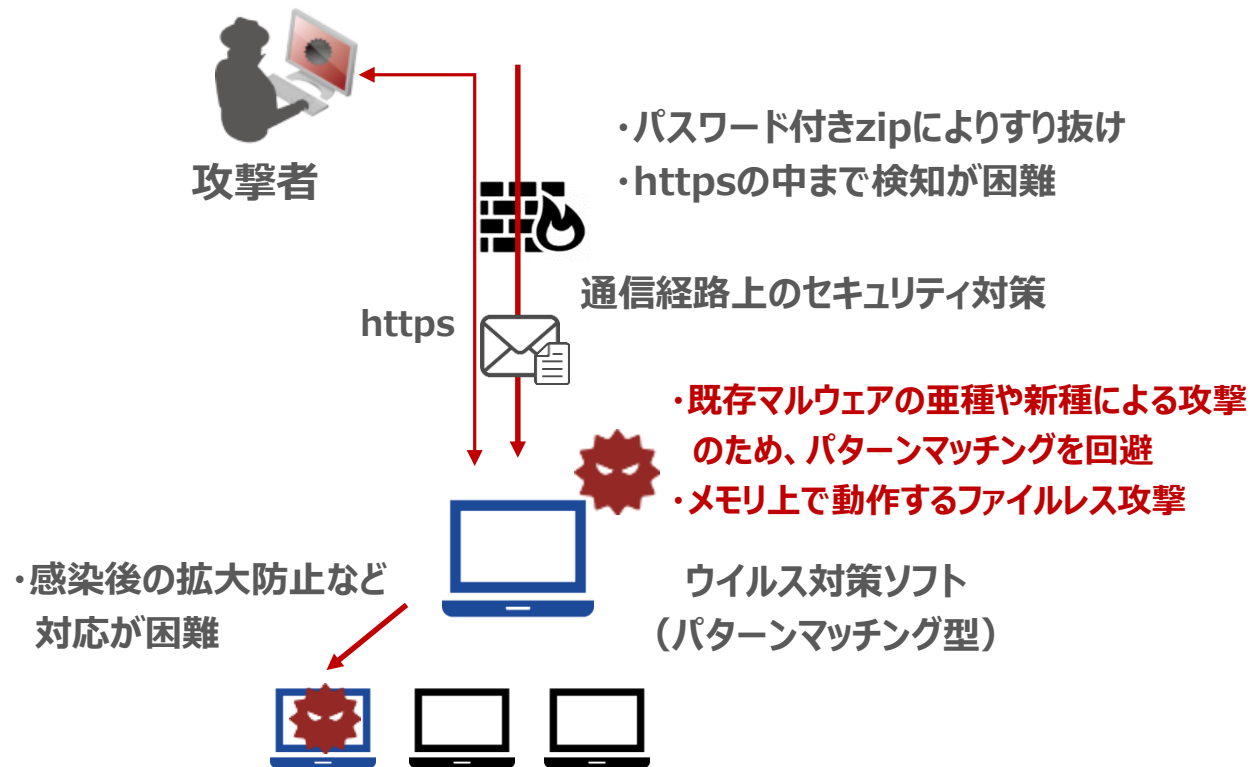 ・パスワード付きzipによりすり抜け
攻撃者
・httpsの中まで検知が困難
通信経路上のセキュリティ対策
https
・既存マルウェアの亜種や新種による攻撃
のため、パターンマッチングを回避
・メモリ上で動作するファイルレス攻撃
・感染後の拡大防止など
対応が困難
ウイルス対策ソフト
（パターンマッチング型）